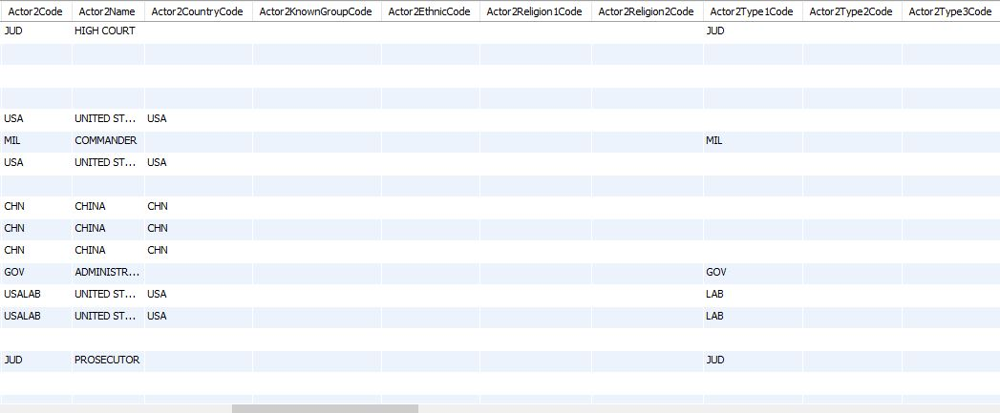 Actor2Code Actor2Name Actor2CountryCode Actor2KnownGroupCode Actor2EthnicCode Actor2Religion1Code Actor2Religion2Code Actor2Type1Code Actor2Type2Code Actor2Type3Code
JUD HIGH COURT JUD
USA UNITED ST... USA
MIL COMMANDER MIL
USA UNITED ST... USA
CHN CHINA CHN
CHN CHINA CHN
CHN CHINA CHN
GOV ADMINISTR... GOV
USALAB UNITED ST... USA LAB
USALAB UNITED ST... USA LAB
JUD PROSECUTOR JUD